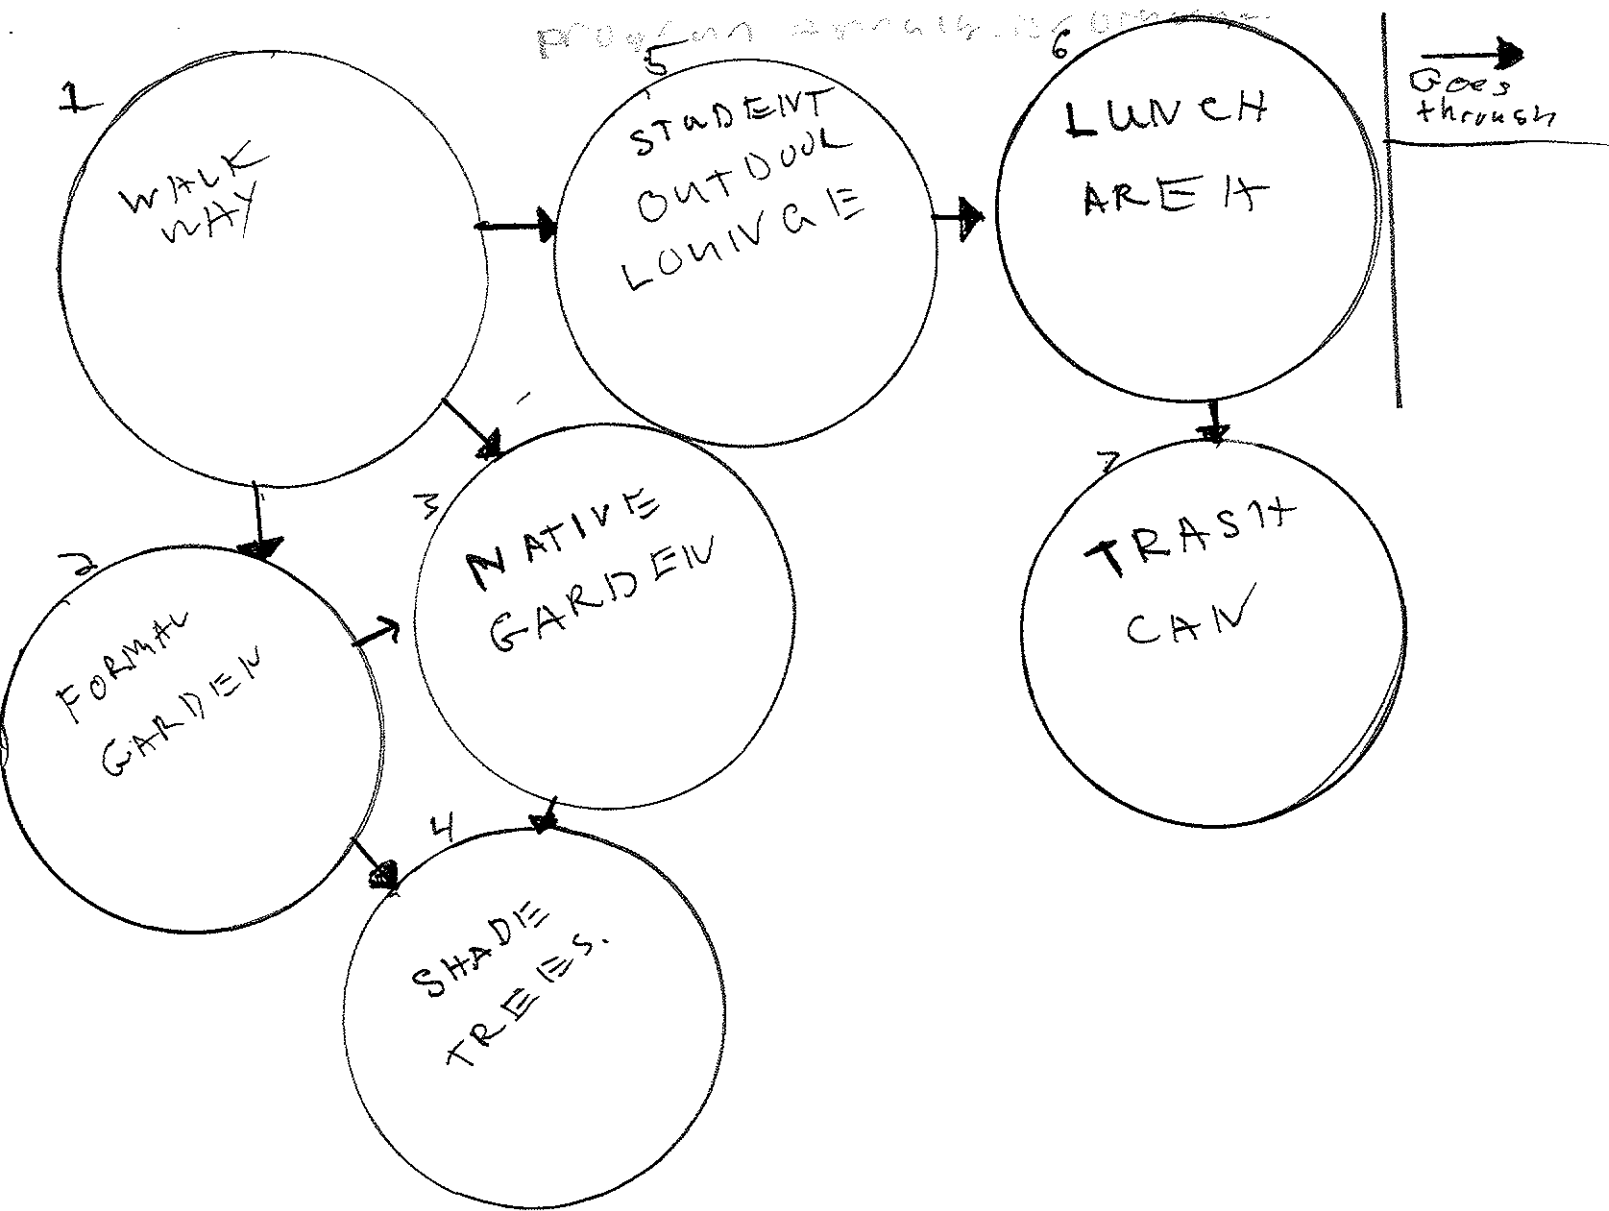 program
1
WALK
WAY
5
STUDENT
OUTDOOR
LOUNGE
6
LUNCH
AREA
Goes
through
2
FORMAL
GARDEN
3
NATIVE
GARDEN
7
TRASH
CAN
4
SHADE
TREES.